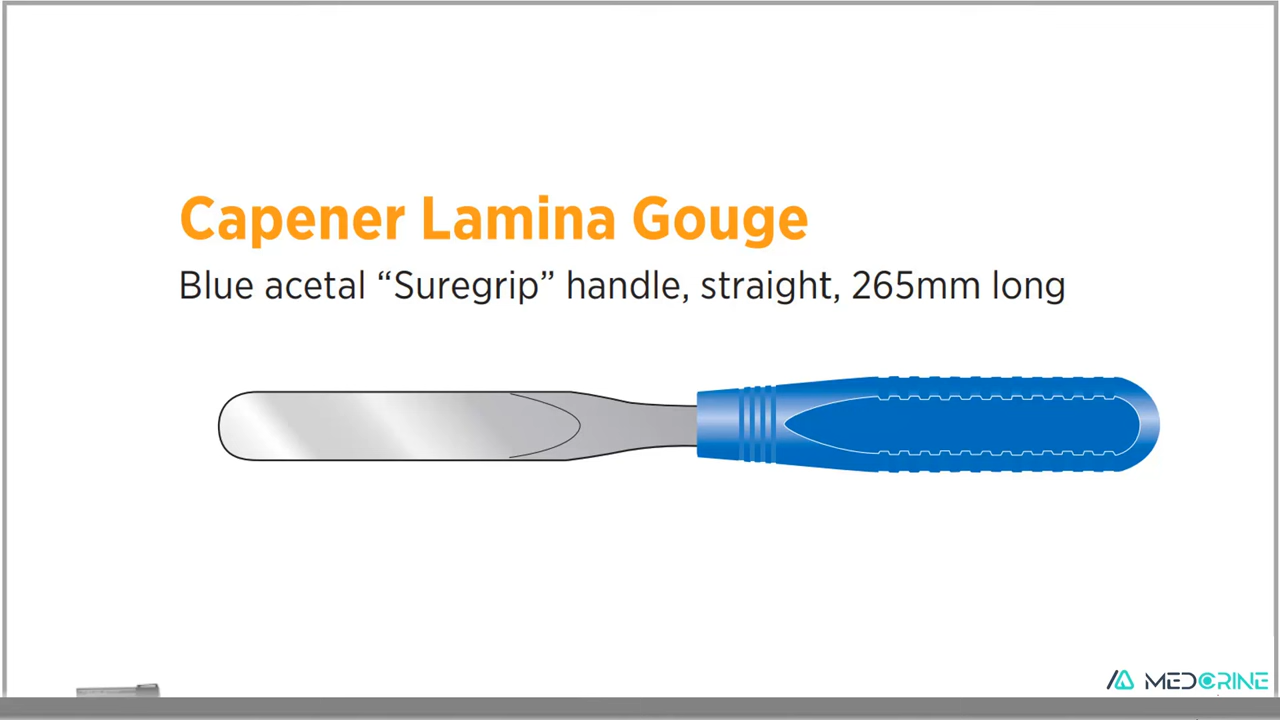 Capener Lamina Gouge
Blue acetal “Suregrip” handle, straight, 265mm long
MEDCRINE